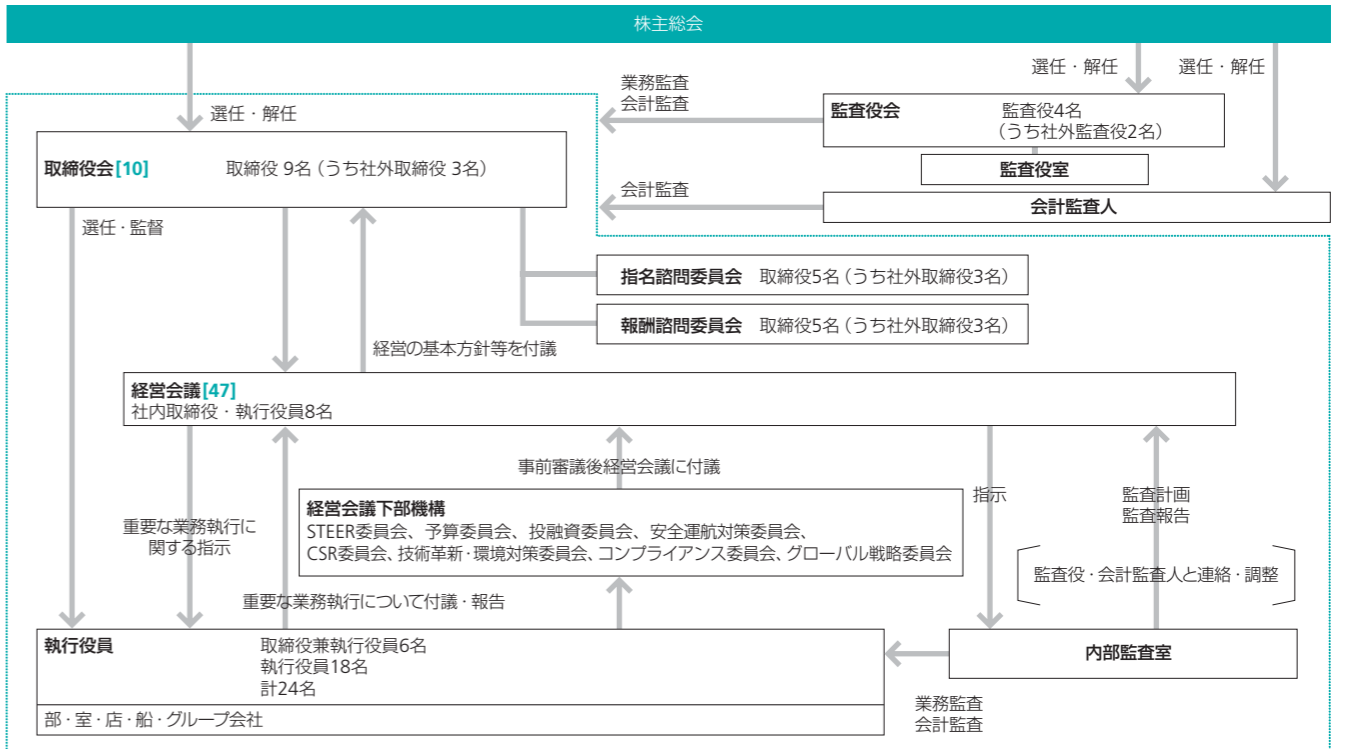 株主総会
選任・解任
選任・解任
選任・解任
業務監査
会計監査
監査役会
監査役4名
（うち社外監査役2名）
監査役室
取締役会[10]
取締役 9名（うち社外取締役 3名）
会計監査
会計監査人
選任・監督
指名諮問委員会 取締役5名（うち社外取締役3名）
報酬諮問委員会 取締役5名（うち社外取締役3名）
経営の基本方針等を付議
経営会議[47]
社内取締役・執行役員8名
事前審議後経営会議に付議
指示
監査計画
監査報告
重要な業務執行に
関する指示
経営会議下部機構
STEER委員会、予算委員会、投融資委員会、安全運航対策委員会、
CSR委員会、技術革新・環境対策委員会、コンプライアンス委員会、グローバル戦略委員会
監査役・会計監査人と連絡・調整
重要な業務執行について付議・報告
執行役員
取締役兼執行役員6名
執行役員18名
計24名
内部監査室
業務監査
会計監査
部・室・店・船・グループ会社